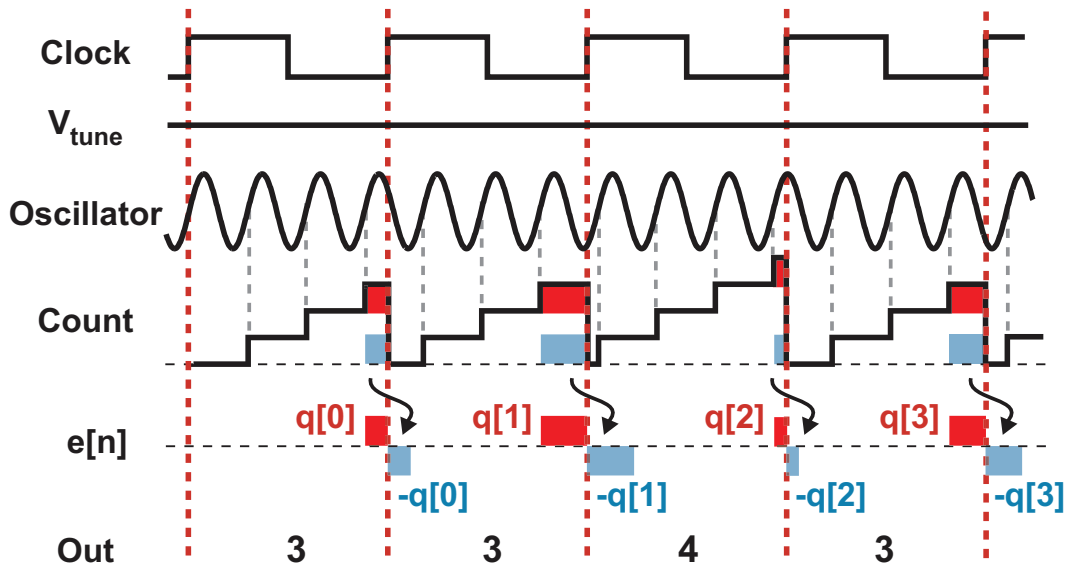 Clock
Vtune
Oscillator
Count
q[0] q[1] q[2] q[3]
e[n]
-q[0] -q[1] -q[2] -q[3]
Out 3 3 4 3